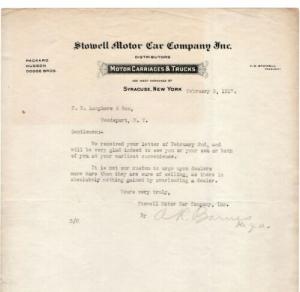 Stowell Motor Car Company Inc.
DISTRIBUTORS
PACKARD
HUDSON
DODGE BROS.
MOTOR CARRIAGES & TRUCKS
SYRACUSE, NEW YORK
February 5, 1917.
Weedsport, N. Y.
Gentlemen:-
We received your letter of February 2nd, and
will be very glad indeed to see you or your son or both
of you at your earliest convenience.
It is not our custom to urge upon dealers
more cars than they are sure of selling, as there is
absolutely nothing gained by overloading a dealer.
Yours very truly,
Stowell Motor Car Company, Inc.
By A R Barnes